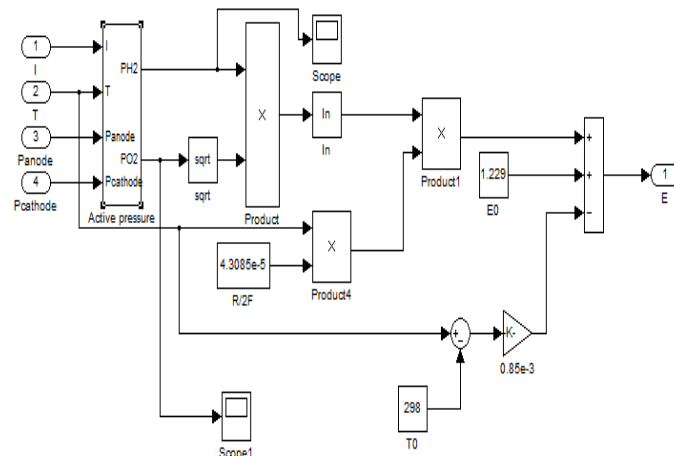 1
I
2
T
3
Panode
4
Pcathode
I
T
Panode
Pcathode
PH2
PO2
Active pressure
sqrt
sqrt
X
Product
Scope
ln
ln
X
Product1
4.3085e-5
R/2F
X
Product4
1.229
E0
+
+
−
1
E
+
−
-K-
0.85e-3
298
T0
Scope1